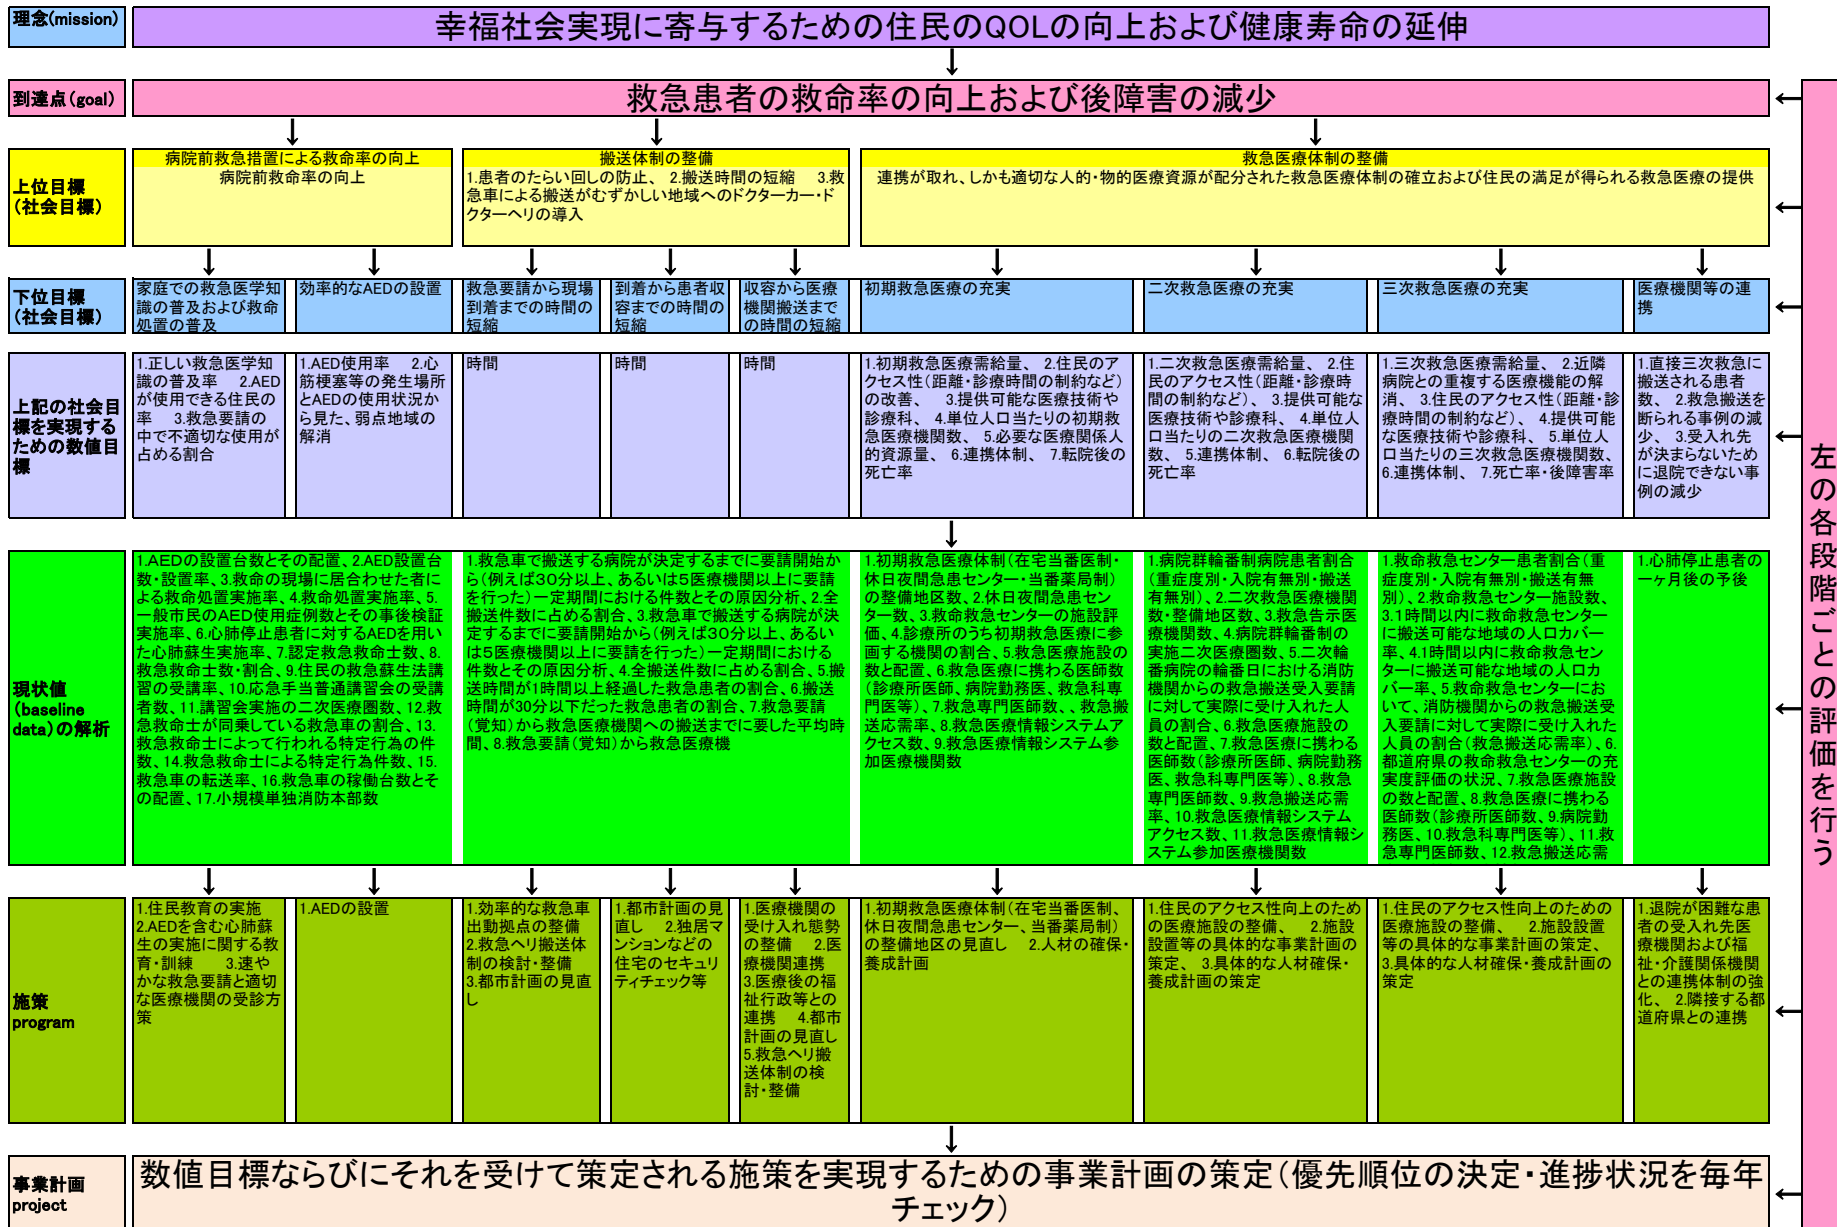 理念(mission)
幸福社会実現に寄与するための住民のQOLの向上および健康寿命の延伸
到達点(goal)
救急患者の救命率の向上および後障害の減少
上位目標
(社会目標)
病院前救急措置による救命率の向上
病院前救命率の向上
搬送体制の整備
1.患者のたらい回しの防止、 2.搬送時間の短縮 3.救
急車による搬送がむずかしい地域へのドクターカー・ド
クターヘリの導入
救急医療体制の整備
連携が取れ、しかも適切な人的・物的医療資源が配分された救急医療体制の確立および住民の満足が得られる救急医療の提供
下位目標
(社会目標)
家庭での救急医学知
識の普及および救命
処置の普及
効率的なAEDの設置
救急要請から現場
到着までの時間の
短縮
到着から患者収
容までの時間の
短縮
収容から医療
機関搬送まで
の時間の短縮
初期救急医療の充実
二次救急医療の充実
三次救急医療の充実
医療機関等の連
携
上記の社会目
標を実現する
ための数値目
標
1.正しい救急医学知
識の普及率 2.AED
が使用できる住民の
率 3.救急要請の
中で不適切な使用が
占める割合
1.AED使用率 2.心
筋梗塞等の発生場所
とAEDの使用状況か
ら見た、弱点地域の
解消
時間
時間
時間
1.初期救急医療需給量、 2.住民のア
クセス性(距離・診療時間の制約など)
の改善、 3.提供可能な医療技術や
診療科、 4.単位人口当たりの初期救
急医療機関数、 5.必要な医療関係人
的資源量、 6.連携体制、 7.転院後の
死亡率
1.二次救急医療需給量、 2.住
民のアクセス性(距離・診療時
間の制約など)、 3.提供可能な
医療技術や診療科、 4.単位人
口当たりの二次救急医療機関
数、 5.連携体制、 6.転院後の
死亡率
1.三次救急医療需給量、 2.近隣
病院との重複する医療機能の解
消、 3.住民のアクセス性(距離・診
療時間の制約など)、 4.提供可能
な医療技術や診療科、 5.単位人
口当たりの三次救急医療機関数、
6.連携体制、 7.死亡率・後障害率
1.直接三次救急に
搬送される患者
数、 2.救急搬送を
断られる事例の減
少、 3.受入れ先
が決まらないため
に退院できない事
例の減少
現状値
(baseline
data)の解析
1.AEDの設置台数とその配置、2.AED設置台
数・設置率、3.救命の現場に居合わせた者に
よる救命処置実施率、4.救命処置実施率、5.
一般市民のAED使用症例数とその事後検証
実施率、6.心肺停止患者に対するAEDを用い
た心肺蘇生実施率、7.認定救急救命士数、8.
救急救命士数・割合、9.住民の救急蘇生法講
習の受講率、10.応急手当普通講習会の受講
者数、11.講習会実施の二次医療圏数、12.救
急救命士が同乗している救急車の割合、13.
救急救命士によって行われる特定行為の件
数、14.救急救命士による特定行為件数、15.
救急車の転送率、16.救急車の稼働台数とそ
の配置、17.小規模単独消防本部数
1.救急車で搬送する病院が決定するまでに要請開始か
ら(例えば30分以上、あるいは5医療機関以上に要請
を行った)一定期間における件数とその原因分析、2.全
搬送件数に占める割合、3.救急車で搬送する病院が決
定するまでに要請開始から(例えば30分以上、あるい
は5医療機関以上に要請を行った)一定期間における
件数とその原因分析、4.全搬送件数に占める割合、5.搬
送時間が1時間以上経過した救急患者の割合、6.搬送
時間が30分以下だった救急患者の割合、7.救急要請
(覚知)から救急医療機関への搬送までに要した平均時
間、8.救急要請(覚知)から救急医療機
1.初期救急医療体制(在宅当番医制・
休日夜間急患センター・当番薬局制)
の整備地区数、2.休日夜間急患セン
ター数、3.救命救急センターの施設評
価、4.診療所のうち初期救急医療に参
画する機関の割合、5.救急医療施設の
数と配置、6.救急医療に携わる医師数
(診療所医師、病院勤務医、救急科専
門医等)、7.救急専門医師数、、救急搬
送応需率、8.救急医療情報システムア
クセス数、9.救急医療情報システム参
加医療機関数
1.病院群輪番制病院患者割合
(重症度別・入院有無別・搬送
有無別)、2.二次救急医療機関
数・整備地区数、3.救急告示医
療機関数、4.病院群輪番制の
実施二次医療圏数、5.二次輪
番病院の輪番日における消防
機関からの救急搬送受入要請
に対して実際に受け入れた人
員の割合、6.救急医療施設の
数と配置、7.救急医療に携わる
医師数(診療所医師、病院勤務
医、救急科専門医等)、8.救急
専門医師数、9.救急搬送応需
率、10.救急医療情報システム
アクセス数、11.救急医療情報シ
ステム参加医療機関数
1.救命救急センター患者割合(重
症度別・入院有無別・搬送有無
別)、2.救命救急センター施設数、
3.1時間以内に救命救急センター
に搬送可能な地域の人口カバー
率、4.1時間以内に救命救急セン
ターに搬送可能な地域の人口カ
バー率、5.救命救急センターにお
いて、消防機関からの救急搬送受
入要請に対して実際に受け入れた
人員の割合(救急搬送応需率)、6.
都道府県の救命救急センターの充
実度評価の状況、7.救急医療施設
の数と配置、8.救急医療に携わる
医師数(診療所医師数、9.病院勤
務医、10.救急科専門医等)、11.救
急専門医師数、12.救急搬送応需
1.心肺停止患者の
一ヶ月後の予後
施策
program
1.住民教育の実施
2.AEDを含む心肺蘇
生の実施に関する教
育・訓練 3.速や
かな救急要請と適切
な医療機関の受診方
策
1.AEDの設置
1.効率的な救急車
出動拠点の整備
2.救急ヘリ搬送体
制の検討・整備
3.都市計画の見直
し
1.都市計画の見
直し 2.独居マ
ンションなどの
住宅のセキュリ
ティチェック等
1.医療機関の
受け入れ態勢
の整備 2.医
療機関連携
3.医療後の福
祉行政等との
連携 4.都市
計画の見直し
5.救急ヘリ搬
送体制の検
討・整備
1.初期救急医療体制(在宅当番医制、
休日夜間急患センター、当番薬局制)
の整備地区の見直し 2.人材の確保・
養成計画
1.住民のアクセス性向上のため
の医療施設の整備、 2.施設
設置等の具体的な事業計画の
策定、 3.具体的な人材確保・
養成計画の策定
1.住民のアクセス性向上のための
医療施設の整備、 2.施設設置
等の具体的な事業計画の策定、
3.具体的な人材確保・養成計画の
策定
1.退院が困難な患
者の受入れ先医
療機関および福
祉・介護関係機関
との連携体制の強
化、 2.隣接する都
道府県との連携
事業計画
project
数値目標ならびにそれを受けて策定される施策を実現するための事業計画の策定(優先順位の決定・進捗状況を毎年
チェック)
左の各段階ごとの評価を行う